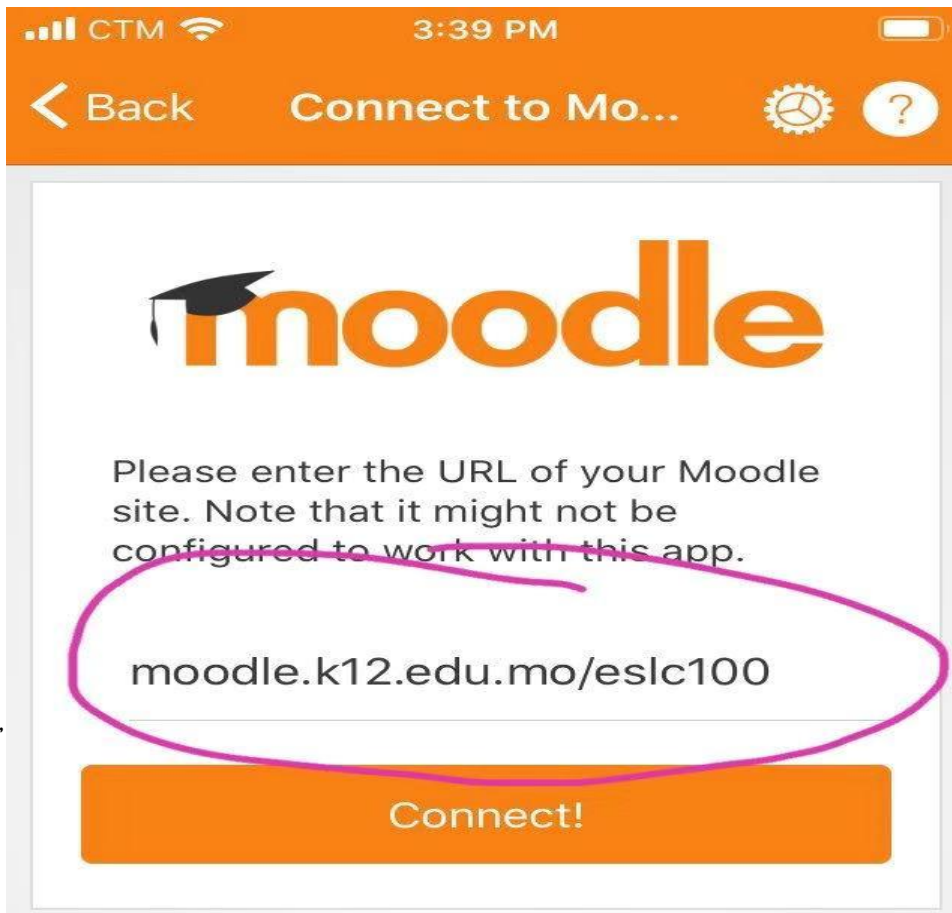 CTM 3:39 PM
Back Connect to Mo... ?
moodle
Please enter the URL of your Moodle
site. Note that it might not be
configured to work with this app.
moodle.k12.edu.mo/eslc100
,
Connect!